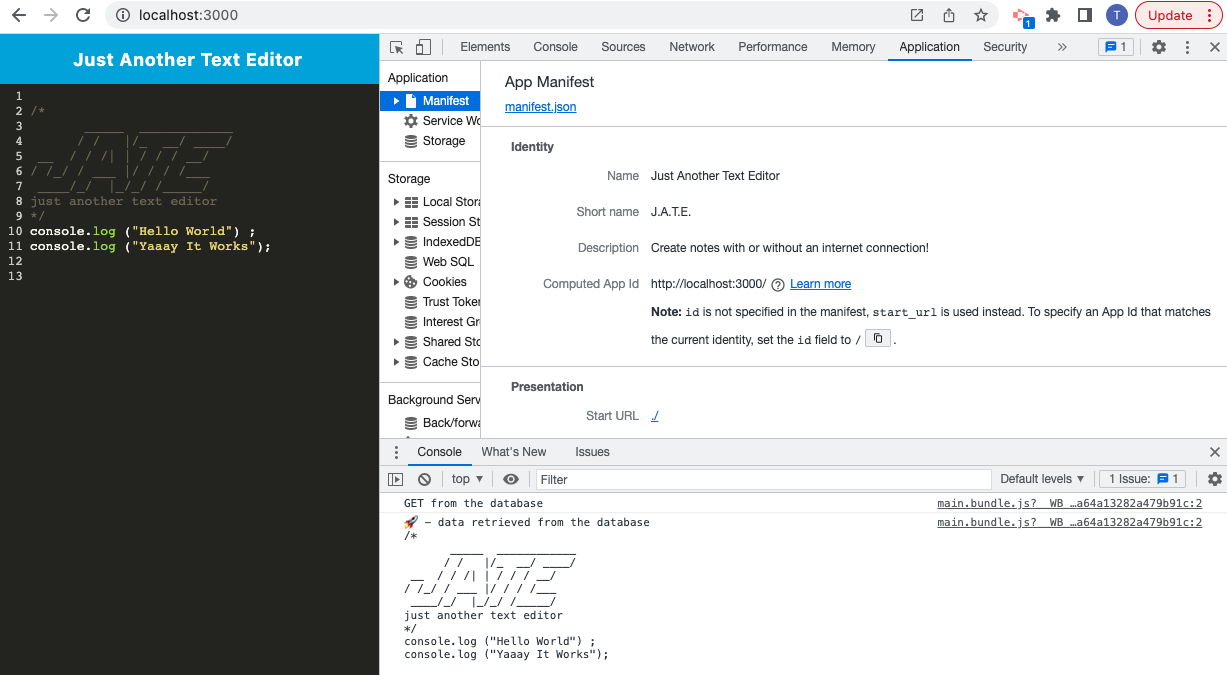 localhost:3000
1
T
Update
Just Another Text Editor
Elements Console Sources Network Performance Memory Application Security » 1
1
2 /*
3 _____ ____________
4 / / |/_ __/ ____/
5 __ / / /| | / / / __/
6 / /_/ / ___ |/ / / /___
7 ____/_/ |_/_/ /_____/
8 just another text editor
9 */
10 console.log ("Hello World") ;
11 console.log ("Yaaay It Works");
12
13
Application
Manifest
Service Wo
Storage
Storage
Local Stora
Session St
IndexedDB
Web SQL
Cookies
Trust Token
Interest Gr
Shared Sto
Cache Sto
Background Serv
Back/forwa
App Manifest
manifest.json
Identity
Name Just Another Text Editor
Short name J.A.T.E.
Description Create notes with or without an internet connection!
Computed App Id http://localhost:3000/ ? Learn more
Note: id is not specified in the manifest, start_url is used instead. To specify an App Id that matches
the current identity, set the id field to / .
Presentation
Start URL ./
Console What's New Issues
top ▼ Filter Default levels ▼ 1 Issue: 1
GET from the database main.bundle.js?__WB_…a64a13282a479b91c:2
🚀 – data retrieved from the database main.bundle.js?__WB_…a64a13282a479b91c:2
/*
_____ ____________
/ / |/_ __/ ____/
__ / / /| | / / / __/
/ /_/ / ___ |/ / / /___
____/_/ |_/_/ /_____/
just another text editor
*/
console.log ("Hello World") ;
console.log ("Yaaay It Works");